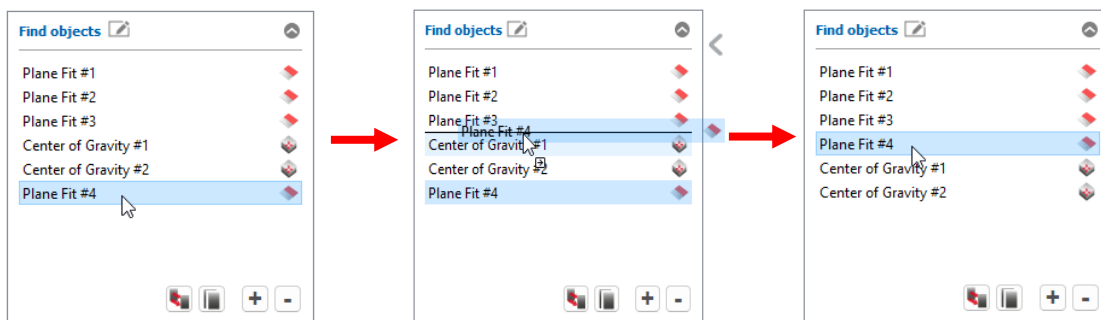 Find objects
Plane Fit #1
Plane Fit #2
Plane Fit #3
Center of Gravity #1
Center of Gravity #2
Plane Fit #4
+ -
Find objects
Plane Fit #1
Plane Fit #2
Plane Fit #3
Plane Fit #4
Center of Gravity #1
Center of Gravity #2
Plane Fit #4
+ -
Find objects
Plane Fit #1
Plane Fit #2
Plane Fit #3
Plane Fit #4
Center of Gravity #1
Center of Gravity #2
+ -